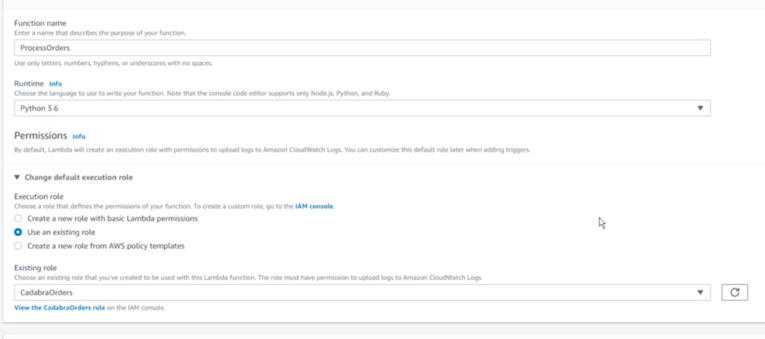 Function name
Enter a name that describes the purpose of your function.
ProcessOrders
Use only letters, numbers, hyphens, or underscores with no spaces.
Runtime Info
Choose the language to use to write your function. Note that the console code editor supports only Node.js, Python, and Ruby.
Python 3.6
Permissions Info
By default, Lambda will create an execution role with permissions to upload logs to Amazon CloudWatch Logs. You can customize this default role later when adding triggers.
Change default execution role
Execution role
Choose a role that defines the permissions of your function. To create a custom role, go to the IAM console.
Create a new role with basic Lambda permissions
Use an existing role
Create a new role from AWS policy templates
Existing role
Choose an existing role that you've created to be used with this Lambda function. The role must have permission to upload logs to Amazon CloudWatch Logs.
CadabraOrders
View the CadabraOrders role on the IAM console.